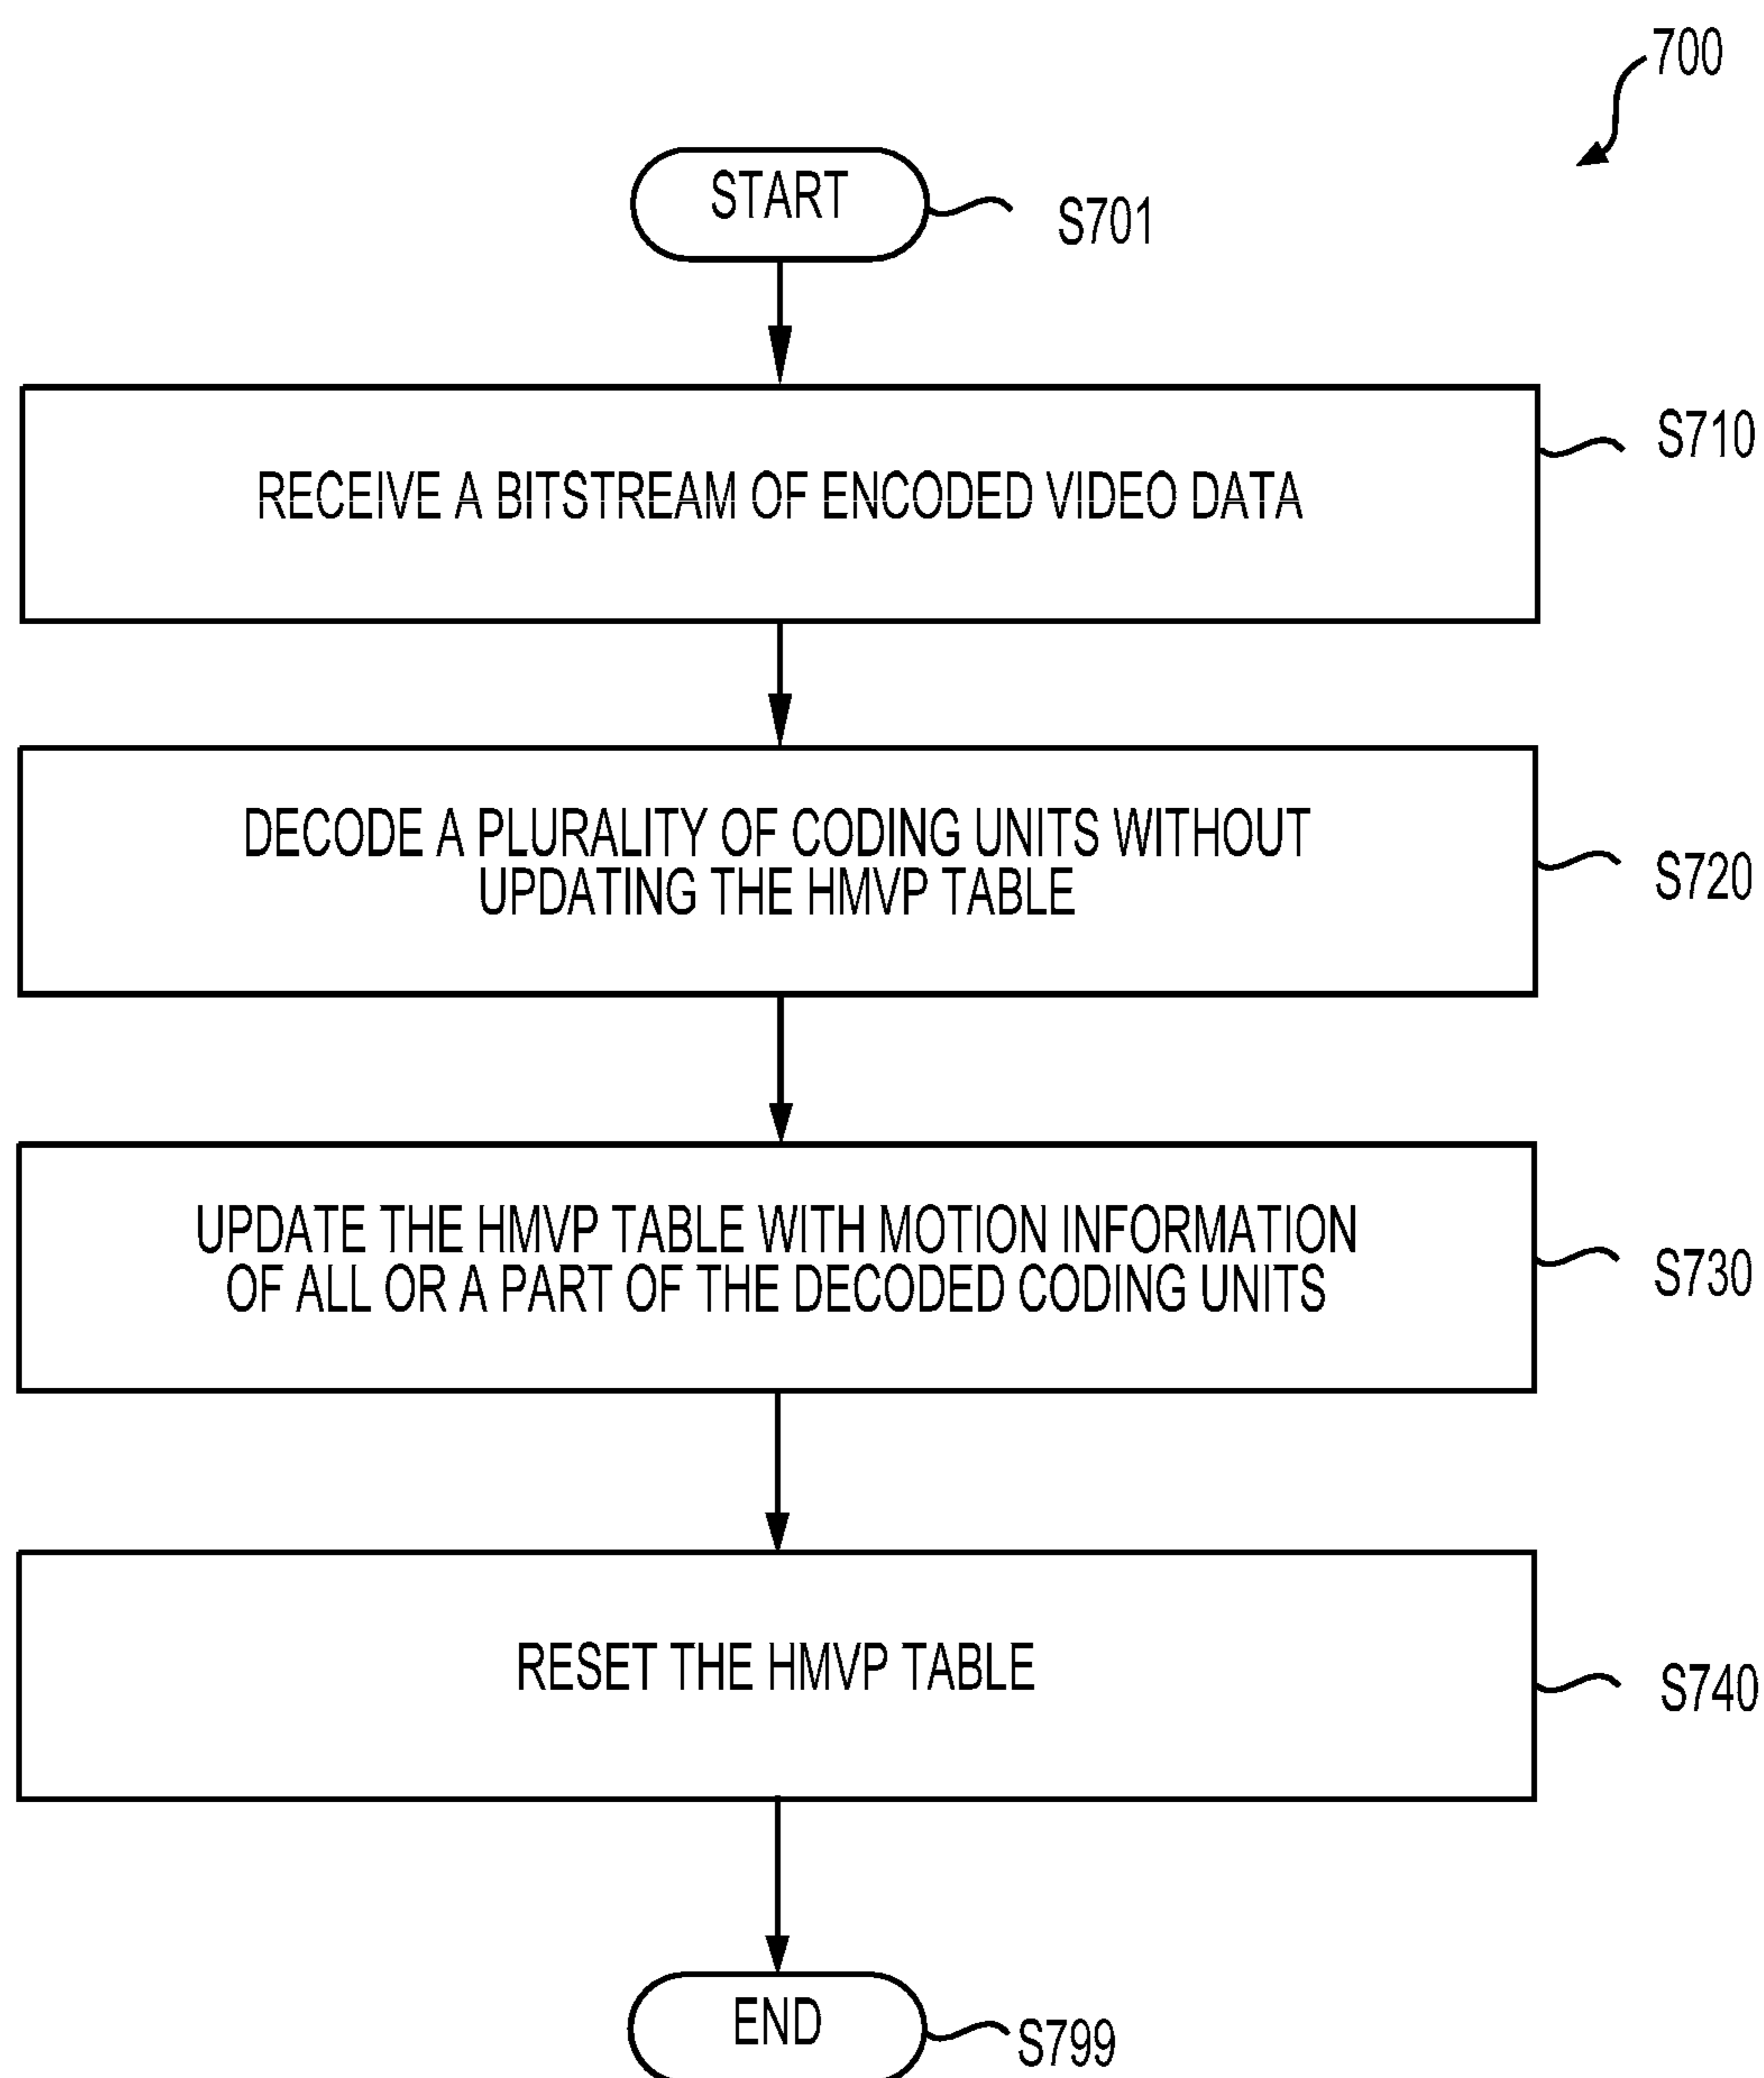 700
START
S701
S710
RECEIVE A BITSTREAM OF ENCODED VIDEO DATA
DECODE A PLURALITY OF CODING UNITS WITHOUT
UPDATING THE HMVP TABLE
S720
UPDATE THE HMVP TABLE WITH MOTION INFORMATION
OF ALL OR A PART OF THE DECODED CODING UNITS
S730
RESET THE HMVP TABLE
S740
END
S799